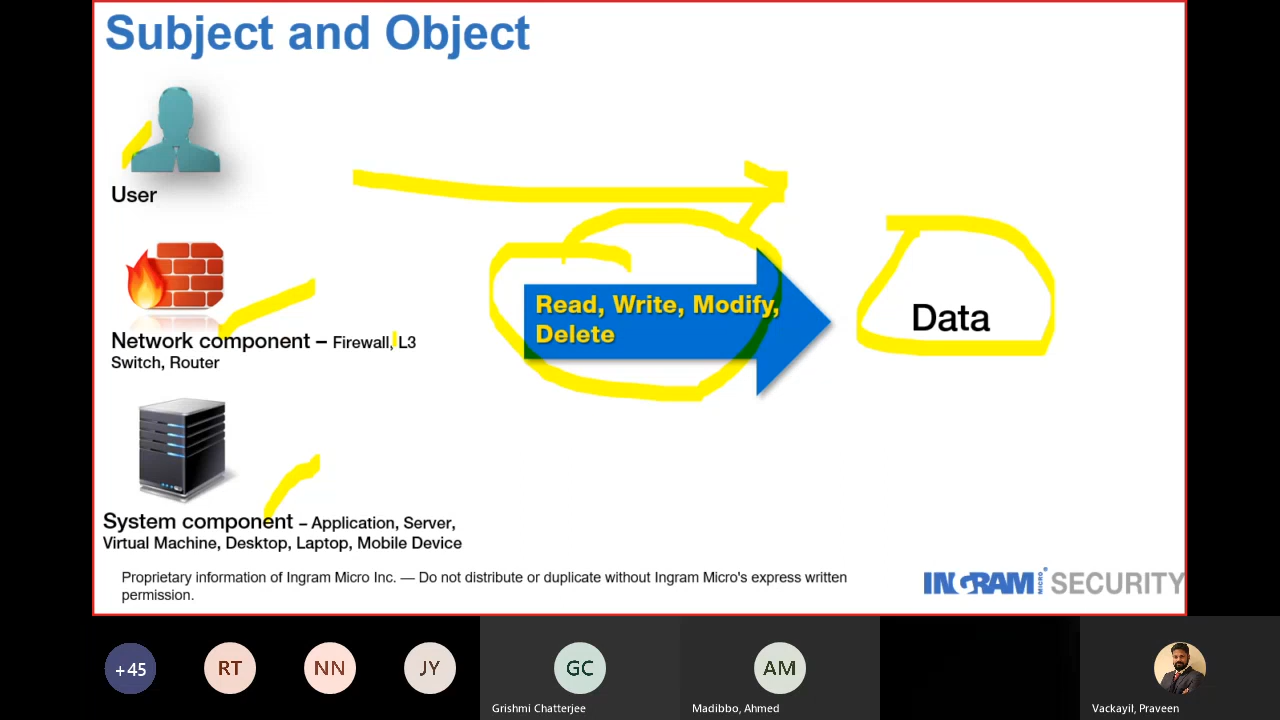 Subject and Object
User
Network component – Firewall, L3
Switch, Router
Read, Write, Modify,
Delete
Data
System component – Application, Server,
Virtual Machine, Desktop, Laptop, Mobile Device
Proprietary information of Ingram Micro Inc. — Do not distribute or duplicate without Ingram Micro's express written
permission.
INGRAM MICRO SECURITY
+45
RT
NN
JY
GC
AM
Grishmi Chatterjee
Madibbo, Ahmed
Vackayil, Praveen